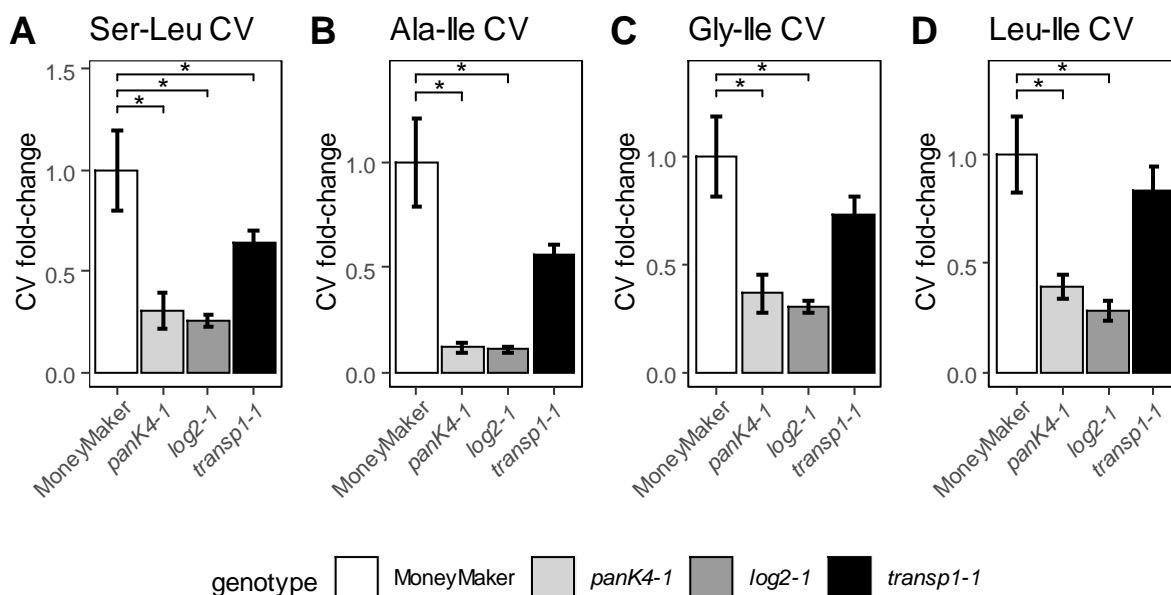 A Ser-Leu CV
CV fold-change
1.5
1.0
0.5
0.0
*
*
*
MoneyMaker
panK4-1
log2-1
transp1-1
B Ala-Ile CV
CV fold-change
1.0
0.5
0.0
*
*
MoneyMaker
panK4-1
log2-1
transp1-1
C Gly-Ile CV
CV fold-change
1.0
0.5
0.0
*
*
MoneyMaker
panK4-1
log2-1
transp1-1
D Leu-Ile CV
CV fold-change
1.0
0.5
0.0
*
*
MoneyMaker
panK4-1
log2-1
transp1-1
genotype MoneyMaker panK4-1 log2-1 transp1-1